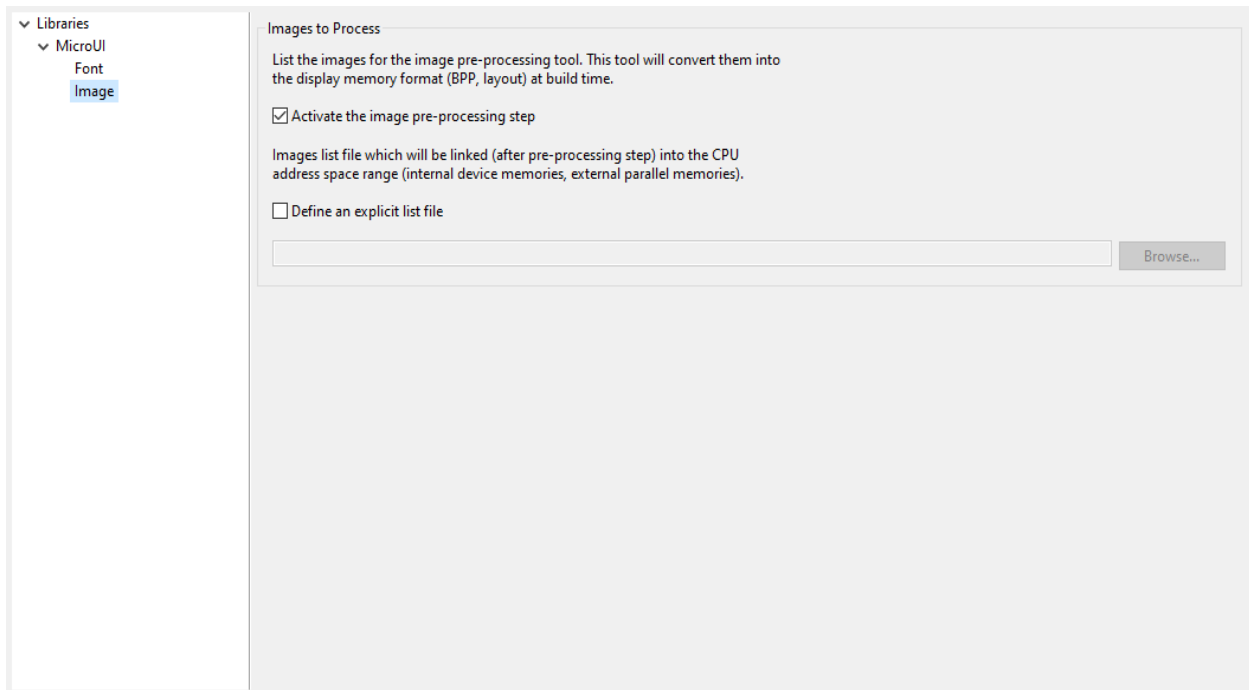 Libraries
MicroUI
Font
Image
Images to Process
List the images for the image pre-processing tool. This tool will convert them into
the display memory format (BPP, layout) at build time.
Activate the image pre-processing step
Images list file which will be linked (after pre-processing step) into the CPU
address space range (internal device memories, external parallel memories).
Define an explicit list file
Browse...